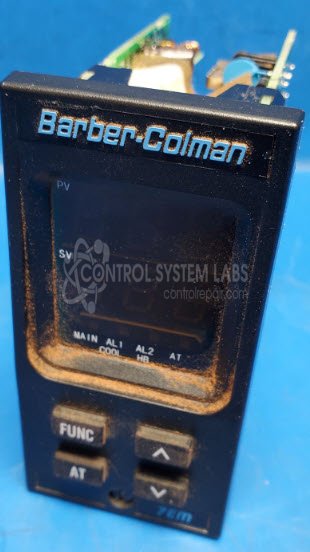 Barber-Colman
PV
SV
CONTROL SYSTEM LABS
controlrepair.com
MAIN AL1 AL2 AT
COOL HB
FUNC
AT
7EM